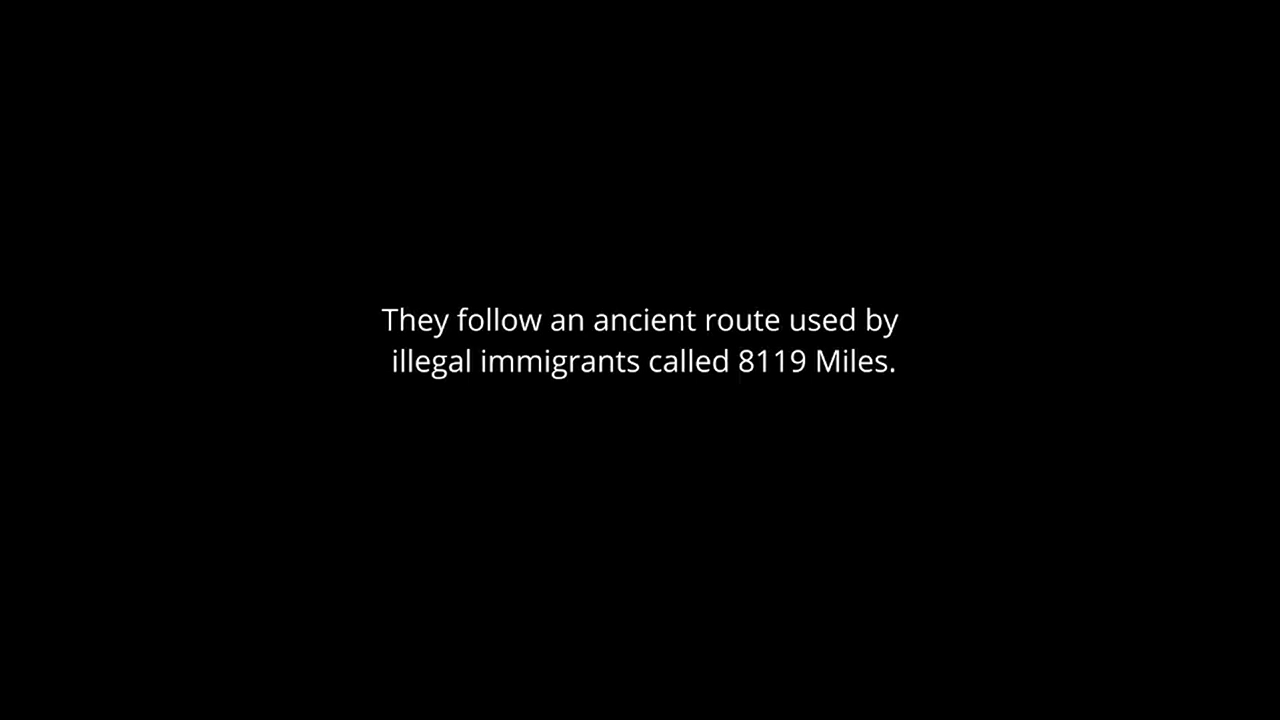 They follow an ancient route used by
illegal immigrants called 8119 Miles.